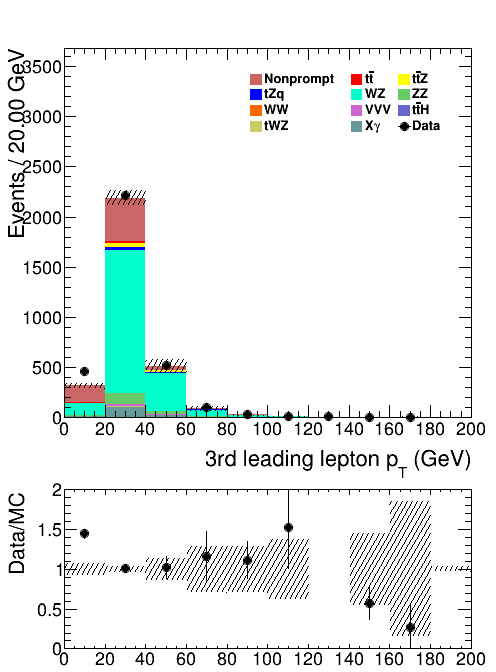 Events / 20.00 GeV
3500
3000
2500
2000
1500
1000
500
0
Nonprompt tt̄ tt̄Z
tZq WZ ZZ
WW VVV tt̄H
tWZ Xγ Data
0 20 40 60 80 100 120 140 160 180 200
3rd leading lepton p_T (GeV)
Data/MC
2
1.5
1
0.5
0
0 20 40 60 80 100 120 140 160 180 200